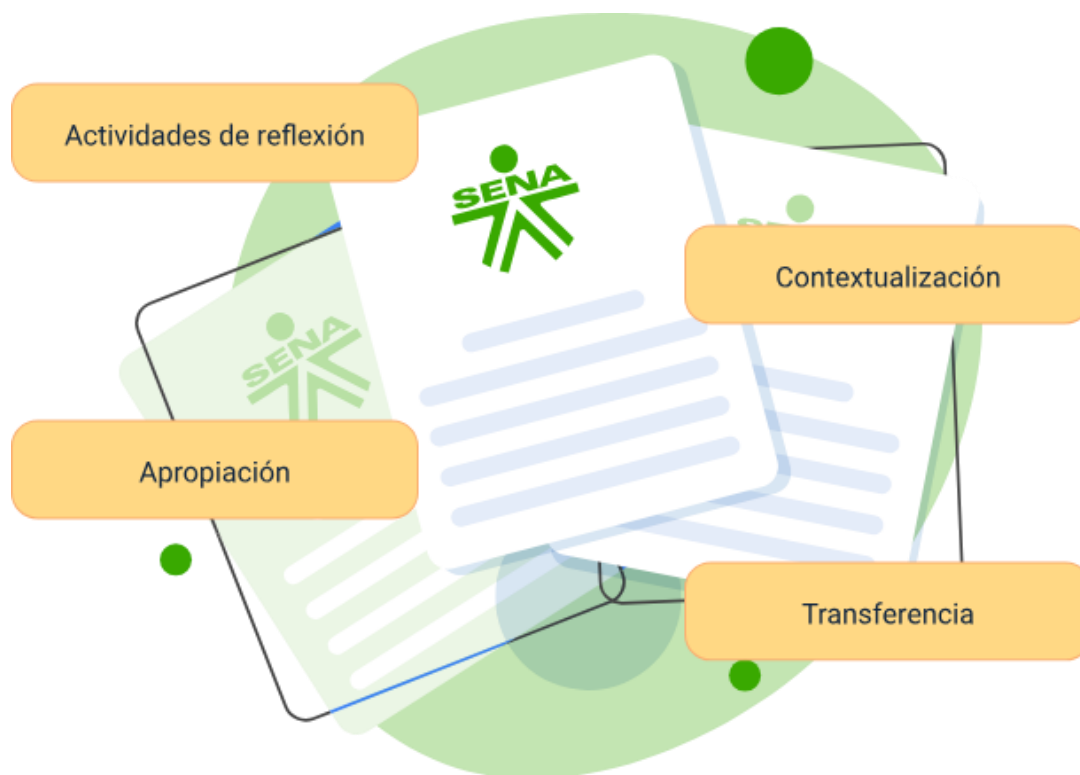 Actividades de reflexión
SENA
Contextualización
SENA
Apropiación
Transferencia